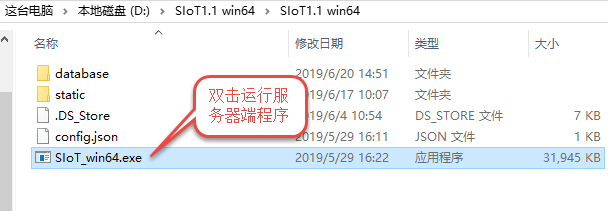 这台电脑 > 本地磁盘 (D:) > SIoT1.1 win64 > SIoT1.1 win64
名称 修改日期 类型 大小
database 2019/6/20 14:51 文件夹
static 2019/6/17 10:07 文件夹
.DS_Store 2019/6/4 10:54 DS_STORE 文件 7 KB
config.json 2019/5/29 16:11 JSON 文件 1 KB
SIoT_win64.exe 2019/5/29 16:22 应用程序 31,945 KB
双击运行服
务器端程序